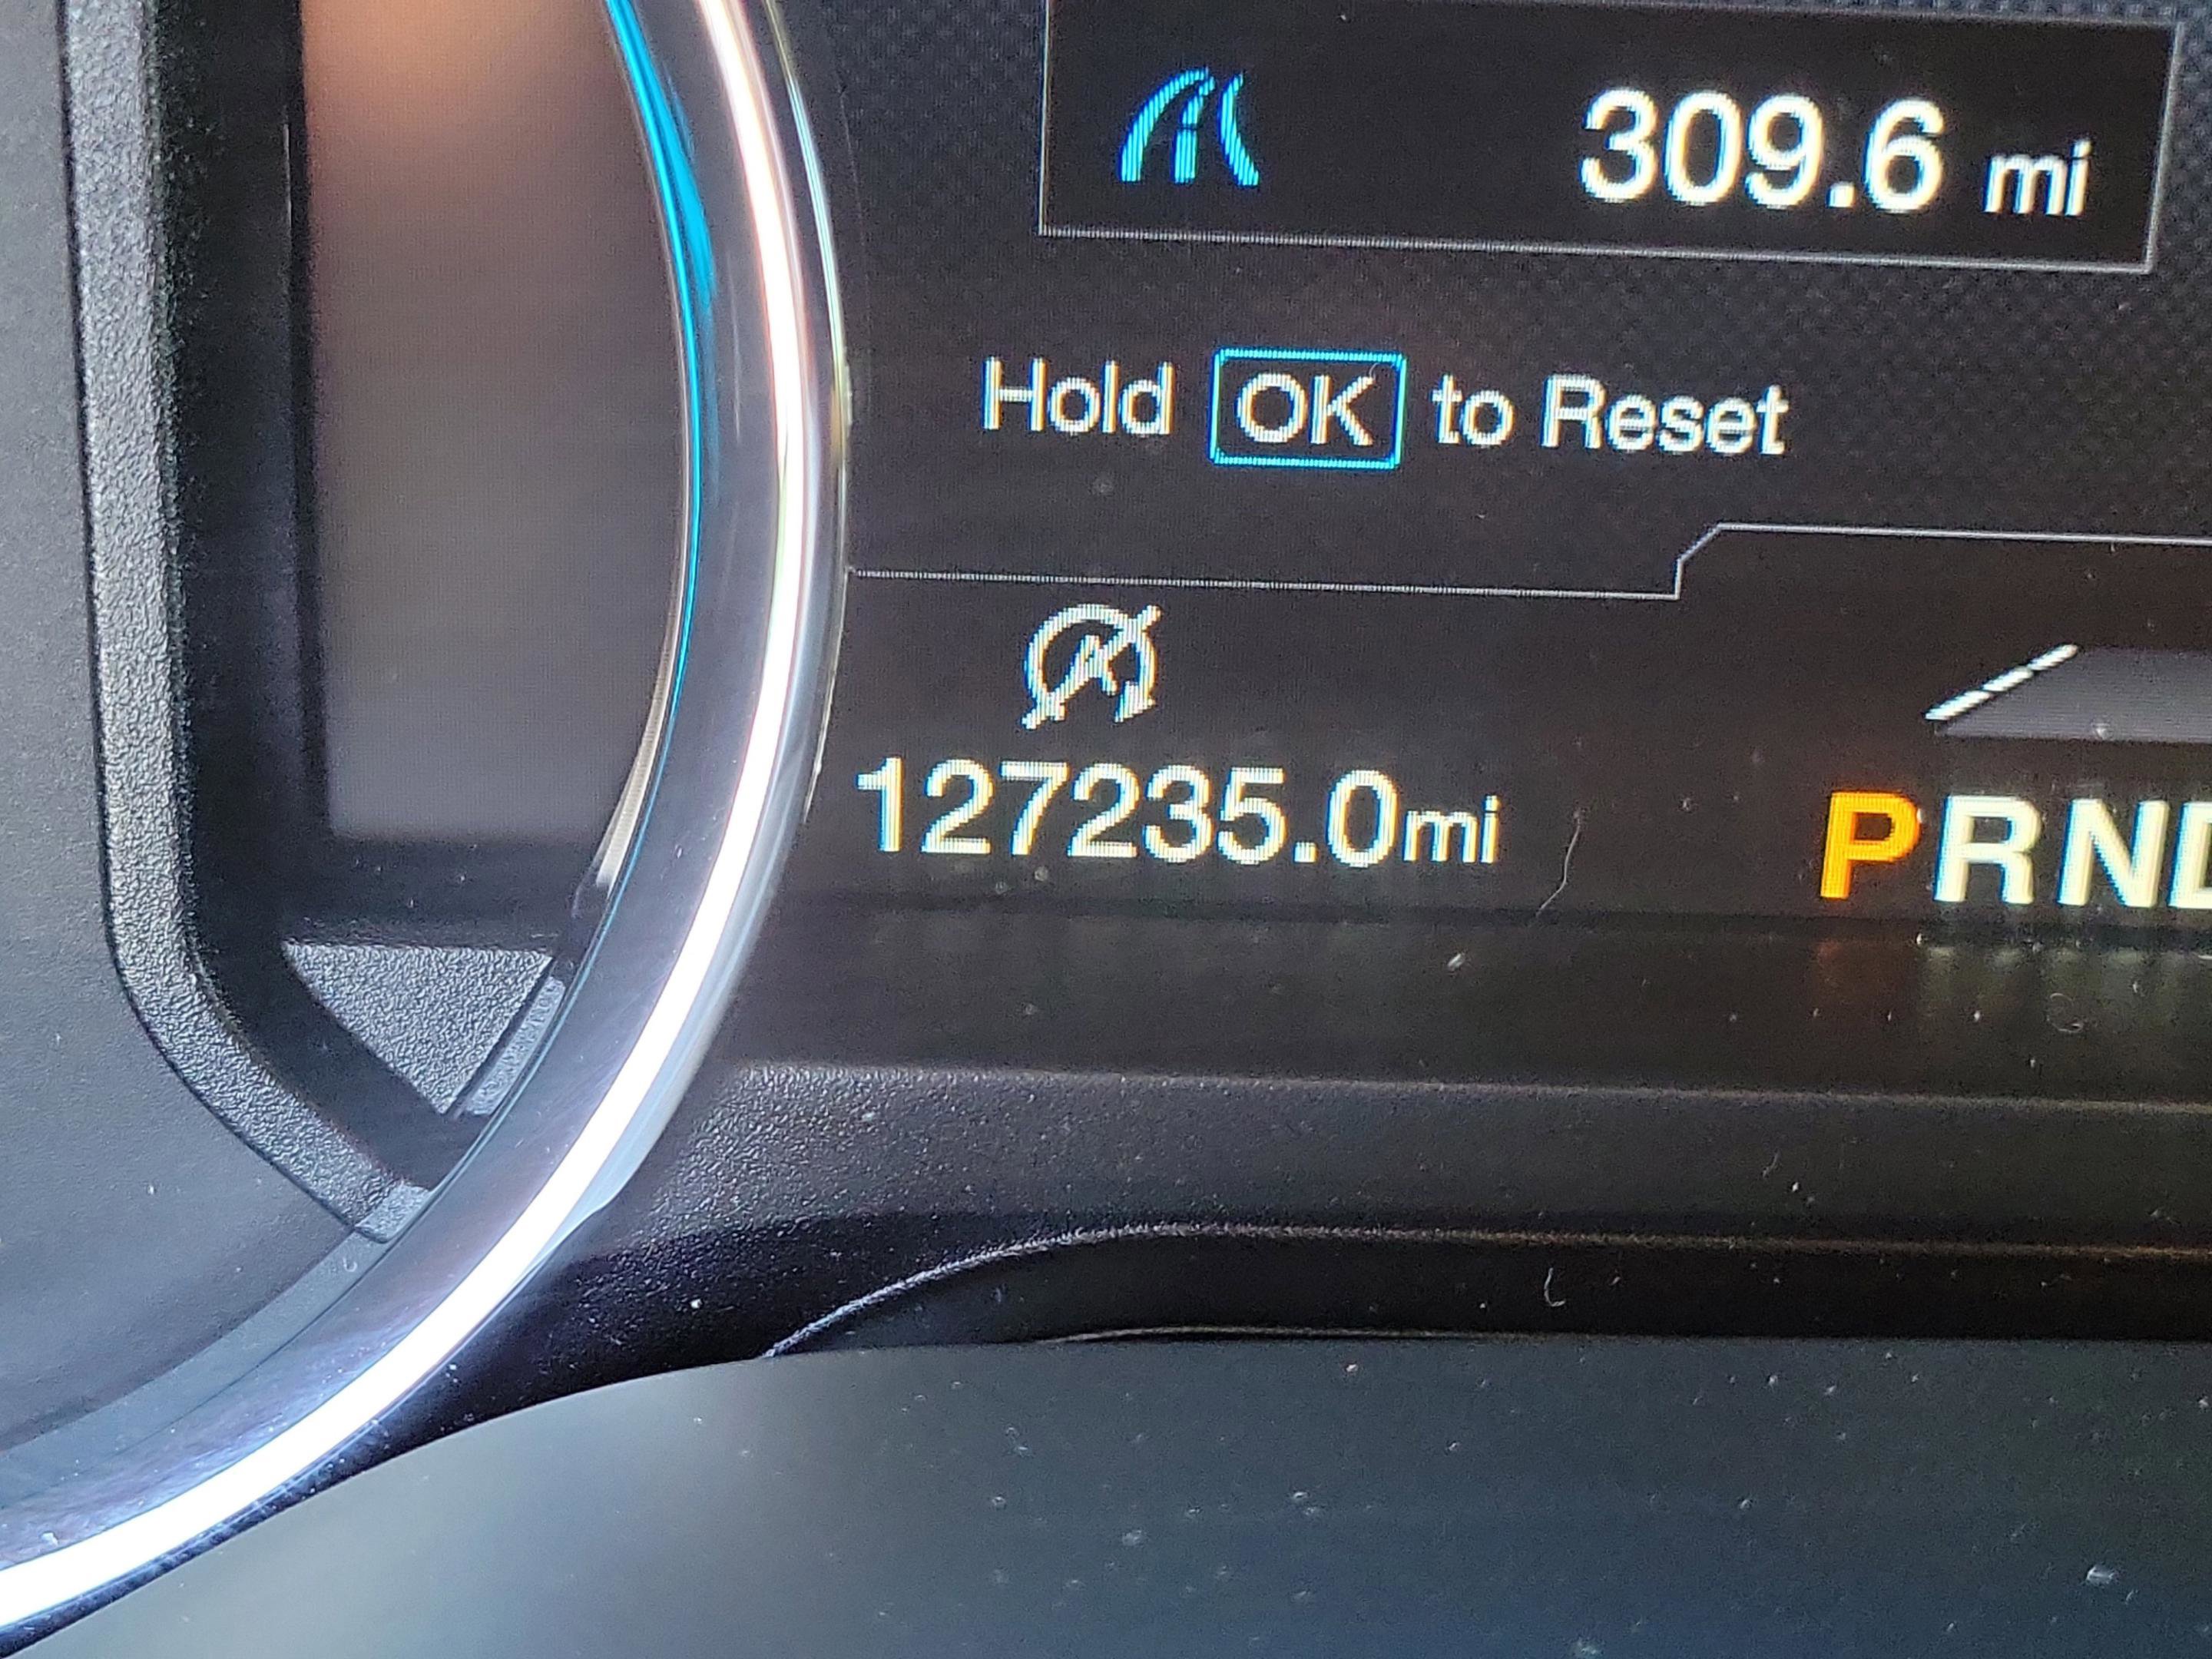 309.6 mi
Hold OK to Reset
A
127235.0mi
PRND